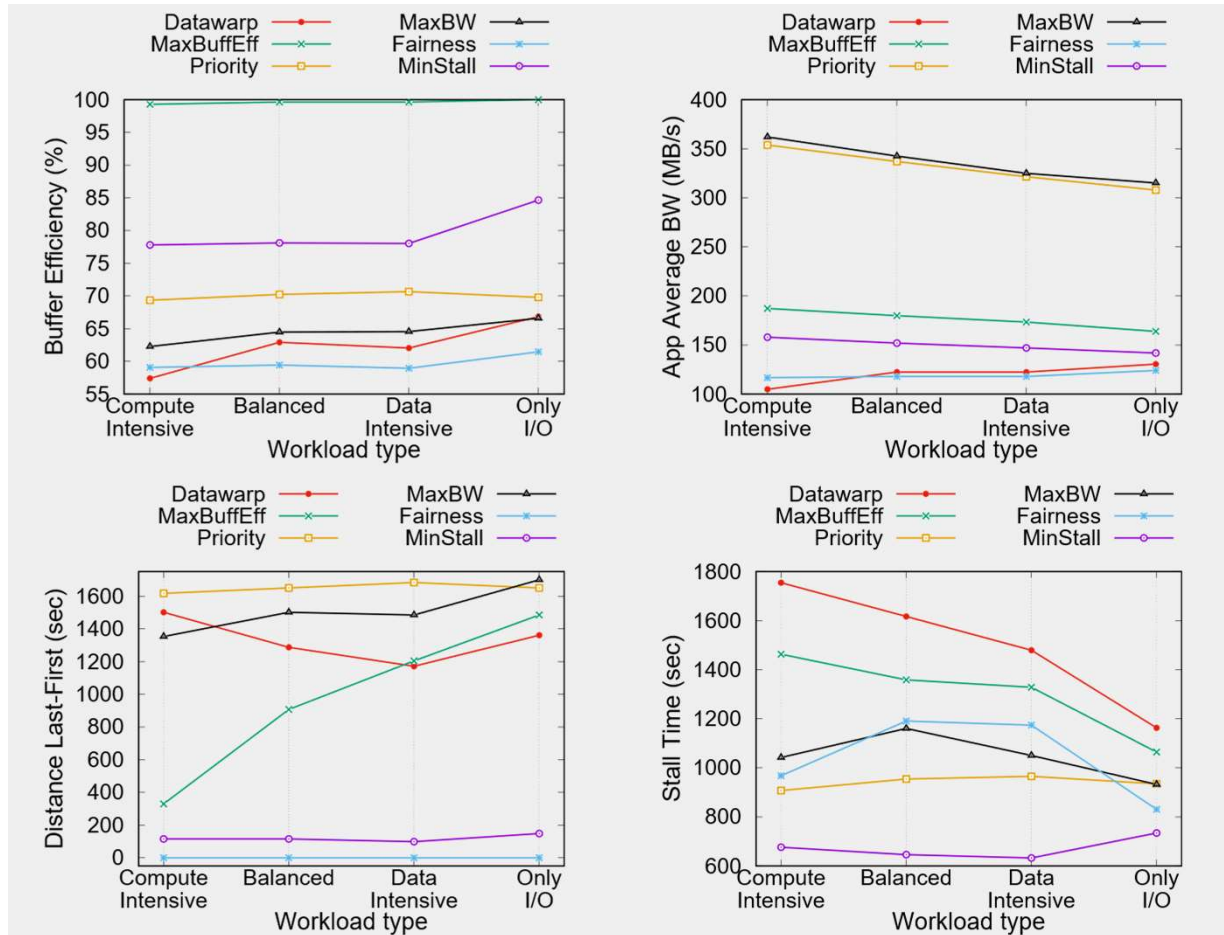 Datawarp MaxBW
MaxBuffEff Fairness
Priority MinStall
Buffer Efficiency (%)
100
95
90
85
80
75
70
65
60
55
Compute Intensive Balanced Data Intensive Only I/O
Workload type
Datawarp MaxBW
MaxBuffEff Fairness
Priority MinStall
App Average BW (MB/s)
400
350
300
250
200
150
100
Compute Intensive Balanced Data Intensive Only I/O
Workload type
Datawarp MaxBW
MaxBuffEff Fairness
Priority MinStall
Distance Last-First (sec)
1600
1400
1200
1000
800
600
400
200
0
Compute Intensive Balanced Data Intensive Only I/O
Workload type
Datawarp MaxBW
MaxBuffEff Fairness
Priority MinStall
Stall Time (sec)
1800
1600
1400
1200
1000
800
600
Compute Intensive Balanced Data Intensive Only I/O
Workload type